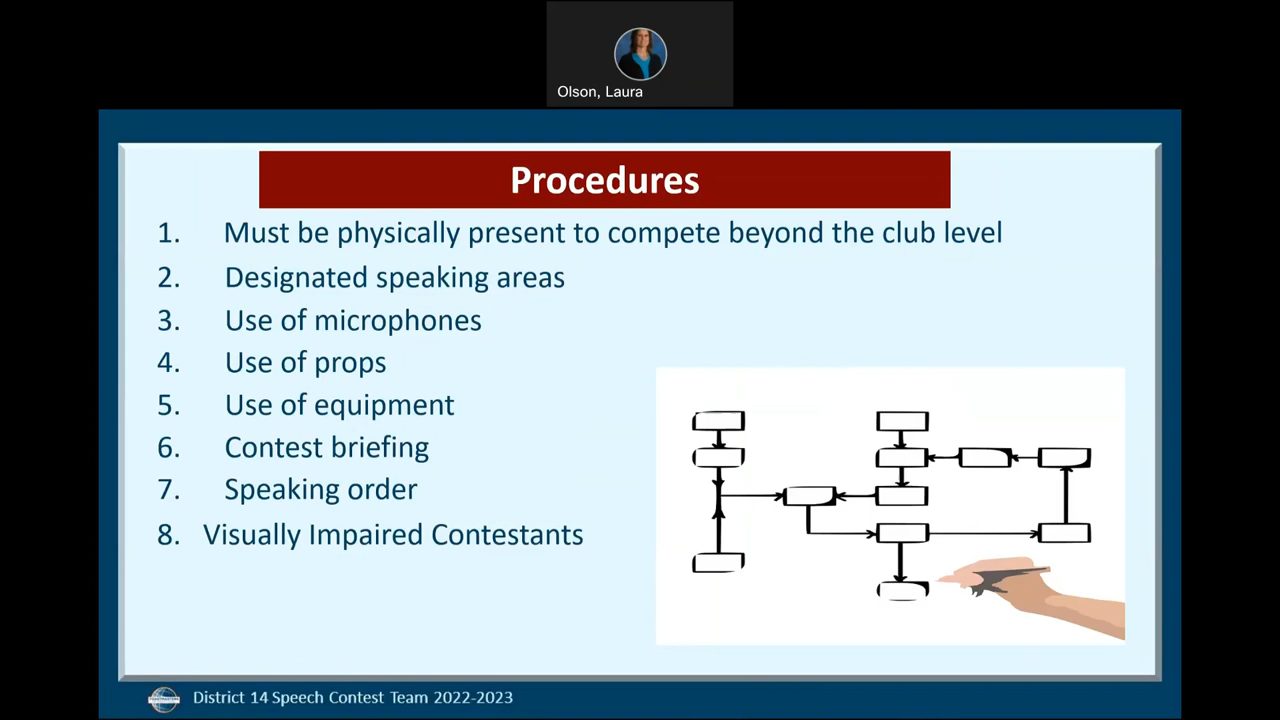 Olson, Laura
Procedures
1. Must be physically present to compete beyond the club level
2. Designated speaking areas
3. Use of microphones
4. Use of props
5. Use of equipment
6. Contest briefing
7. Speaking order
8. Visually Impaired Contestants
TOASTMASTERS
District 14 Speech Contest Team 2022-2023